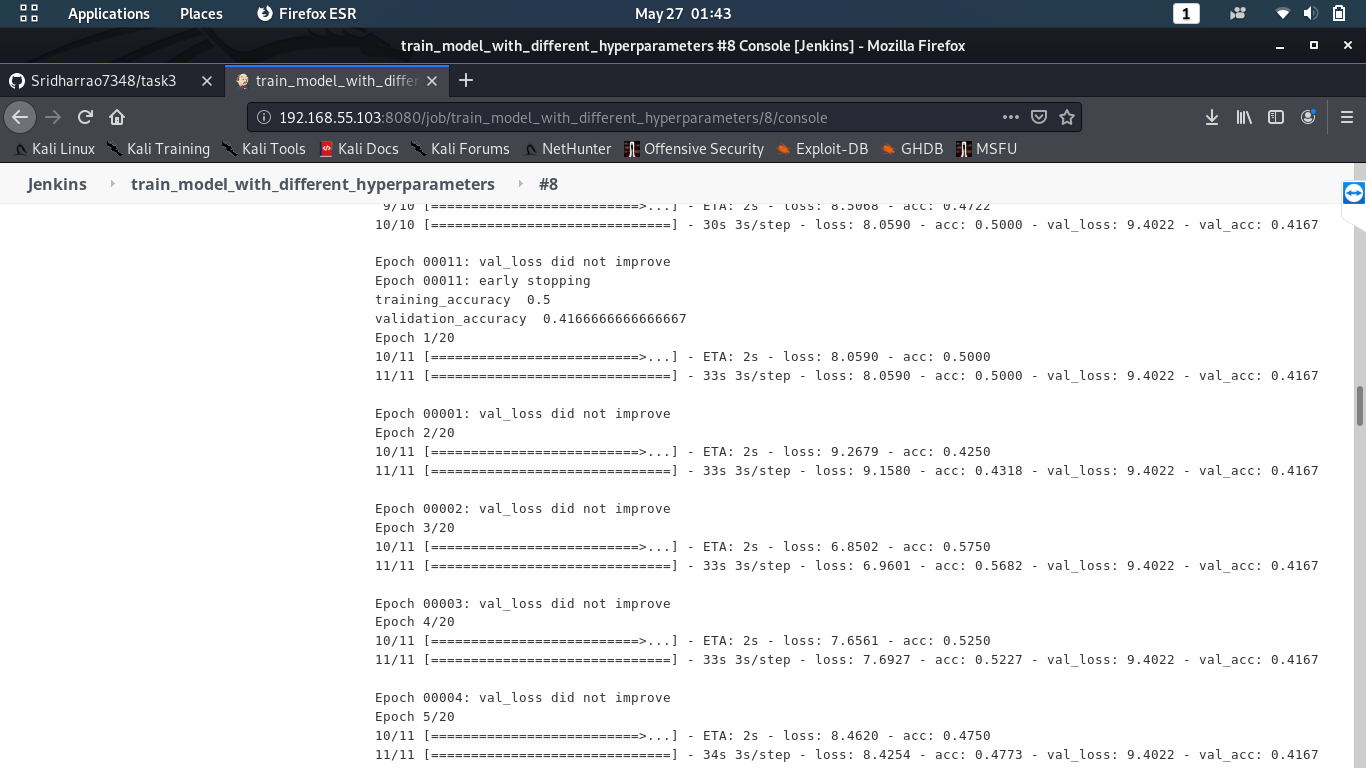 Applications Places Firefox ESR May 27 01:43 1
train_model_with_different_hyperparameters #8 Console [Jenkins] - Mozilla Firefox
Sridharrao7348/task3 train_model_with_differ
192.168.55.103:8080/job/train_model_with_different_hyperparameters/8/console
Kali Linux Kali Training Kali Tools Kali Docs Kali Forums NetHunter Offensive Security Exploit-DB GHDB MSFU
Jenkins train_model_with_different_hyperparameters #8
9/10 [==========================>...] - ETA: 2s - loss: 8.5068 - acc: 0.4722
10/10 [==============================] - 30s 3s/step - loss: 8.0590 - acc: 0.5000 - val_loss: 9.4022 - val_acc: 0.4167
Epoch 00011: val_loss did not improve
Epoch 00011: early stopping
training_accuracy  0.5
validation_accuracy  0.4166666666666667
Epoch 1/20
10/11 [==========================>...] - ETA: 2s - loss: 8.0590 - acc: 0.5000
11/11 [==============================] - 33s 3s/step - loss: 8.0590 - acc: 0.5000 - val_loss: 9.4022 - val_acc: 0.4167
Epoch 00001: val_loss did not improve
Epoch 2/20
10/11 [==========================>...] - ETA: 2s - loss: 9.2679 - acc: 0.4250
11/11 [==============================] - 33s 3s/step - loss: 9.1580 - acc: 0.4318 - val_loss: 9.4022 - val_acc: 0.4167
Epoch 00002: val_loss did not improve
Epoch 3/20
10/11 [==========================>...] - ETA: 2s - loss: 6.8502 - acc: 0.5750
11/11 [==============================] - 33s 3s/step - loss: 6.9601 - acc: 0.5682 - val_loss: 9.4022 - val_acc: 0.4167
Epoch 00003: val_loss did not improve
Epoch 4/20
10/11 [==========================>...] - ETA: 2s - loss: 7.6561 - acc: 0.5250
11/11 [==============================] - 33s 3s/step - loss: 7.6927 - acc: 0.5227 - val_loss: 9.4022 - val_acc: 0.4167
Epoch 00004: val_loss did not improve
Epoch 5/20
10/11 [==========================>...] - ETA: 2s - loss: 8.4620 - acc: 0.4750
11/11 [==============================] - 34s 3s/step - loss: 8.4254 - acc: 0.4773 - val_loss: 9.4022 - val_acc: 0.4167